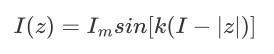 I(z) = I_m sin[k(I − |z|)]